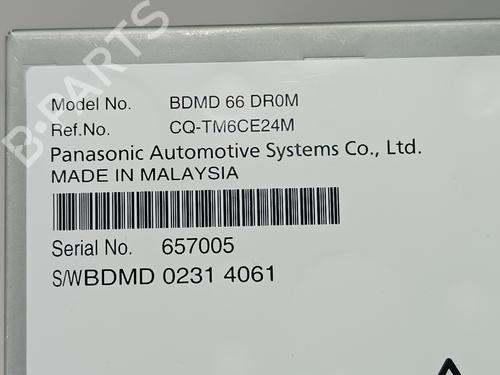 B-PARTS
Model No. BDMD 66 DR0M
Ref.No. CQ-TM6CE24M
Panasonic Automotive Systems Co., Ltd.
MADE IN MALAYSIA
Serial No. 657005
S/WBDMD 0231 4061